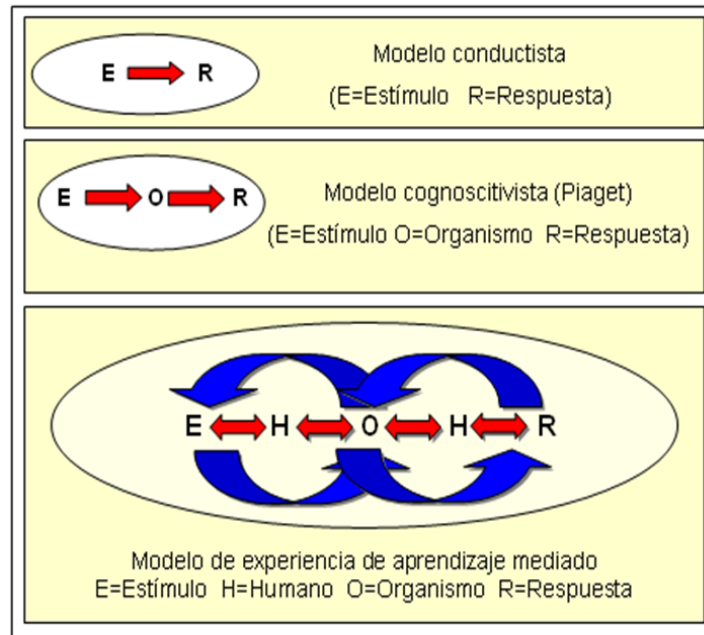 E R
Modelo conductista
(E=Estímulo R=Respuesta)
E O R
Modelo cognoscitivista (Piaget)
(E=Estímulo O=Organismo R=Respuesta)
E H O H R
Modelo de experiencia de aprendizaje mediado
E=Estímulo H=Humano O=Organismo R=Respuesta